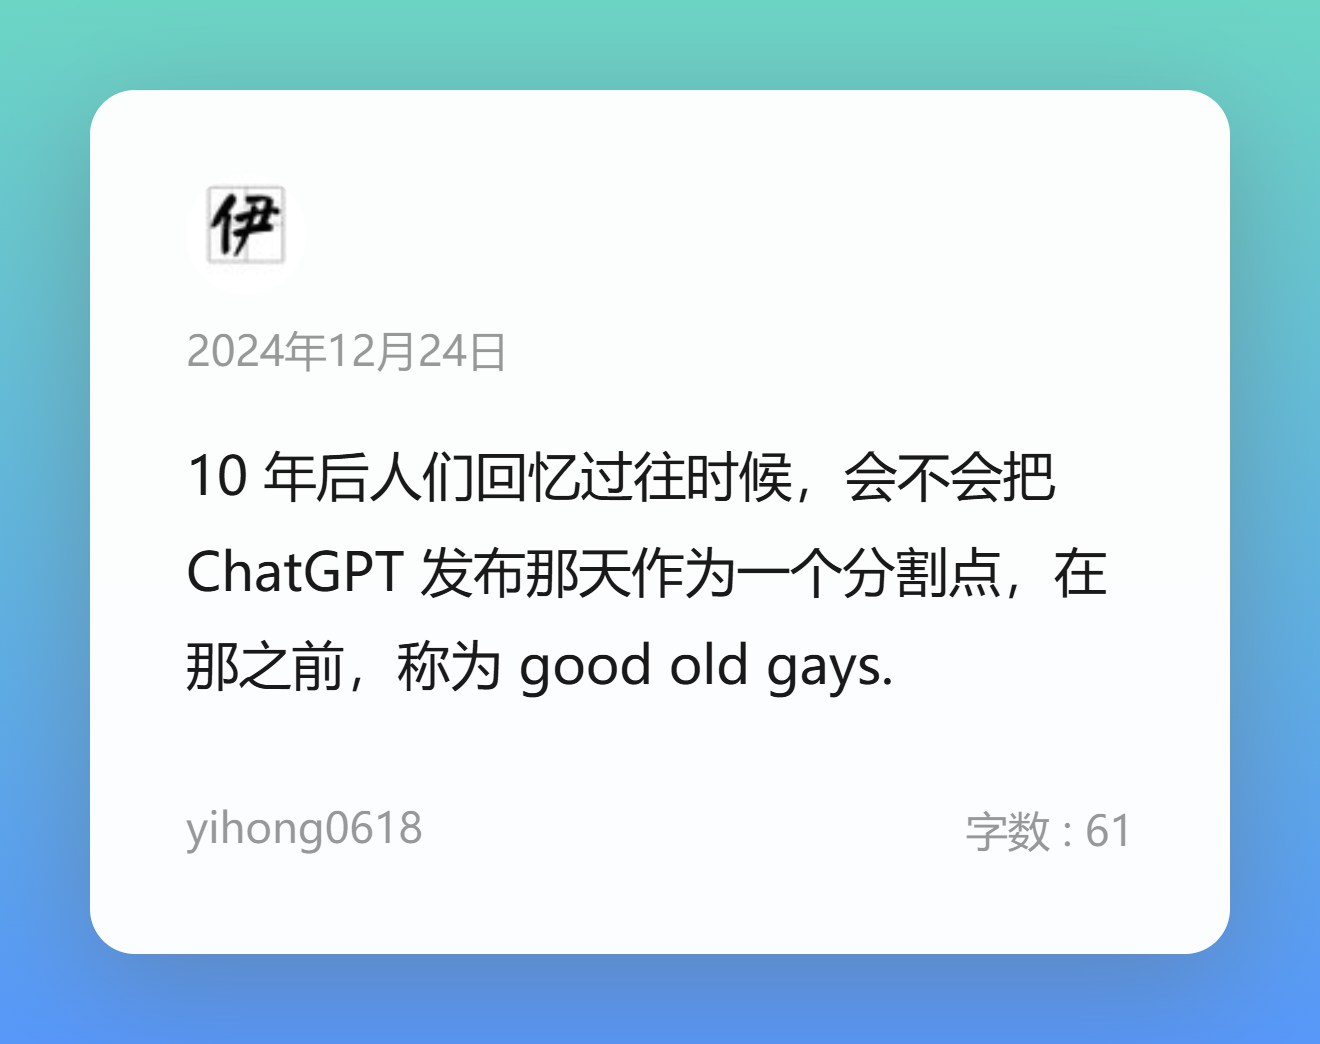 伊
2024年12月24日
10 年后人们回忆过往时候，会不会把
ChatGPT 发布那天作为一个分割点，在
那之前，称为 good old gays.
yihong0618
字数 : 61